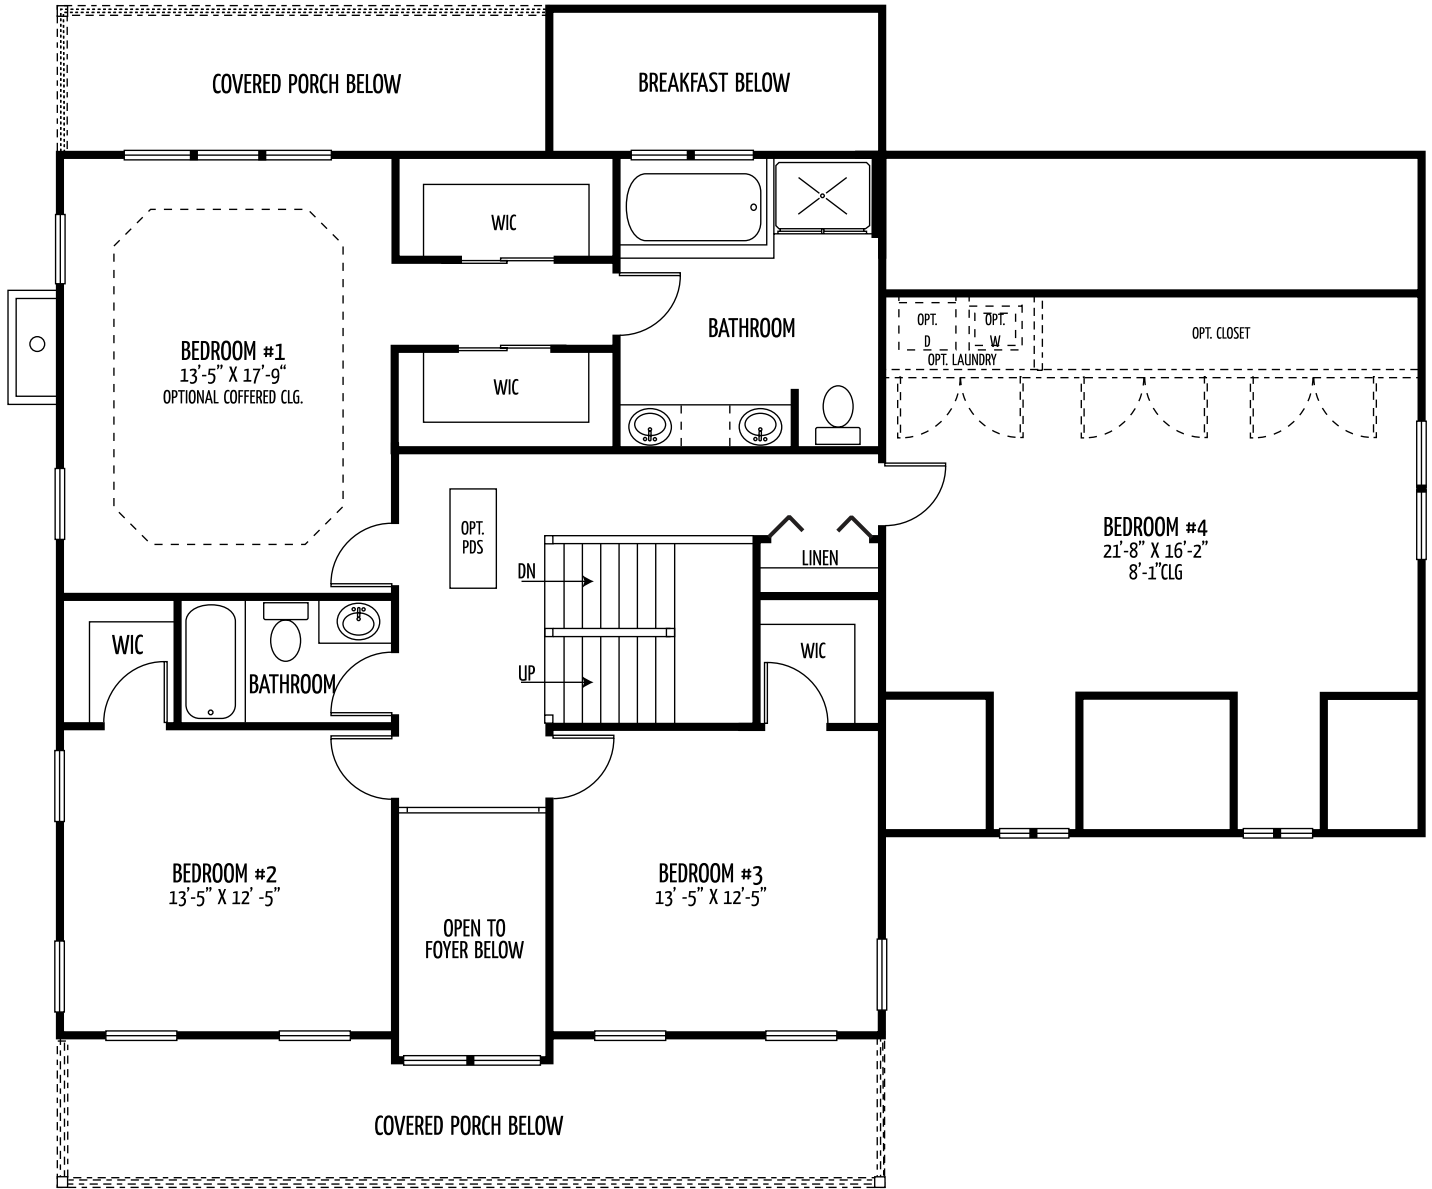 COVERED PORCH BELOW
BREAKFAST BELOW
WIC
BEDROOM #1
13'-5" X 17'-9"
OPTIONAL COFFERED CLG.
WIC
BATHROOM
OPT.
D
OPT.
W
OPT. LAUNDRY
OPT. CLOSET
OPT.
PDS
DN
UP
LINEN
BEDROOM #4
21'-8" X 16'-2"
8'-1"CLG
WIC
BATHROOM
WIC
BEDROOM #2
13'-5" X 12' -5"
OPEN TO
FOYER BELOW
BEDROOM #3
13' -5" X 12'-5"
COVERED PORCH BELOW